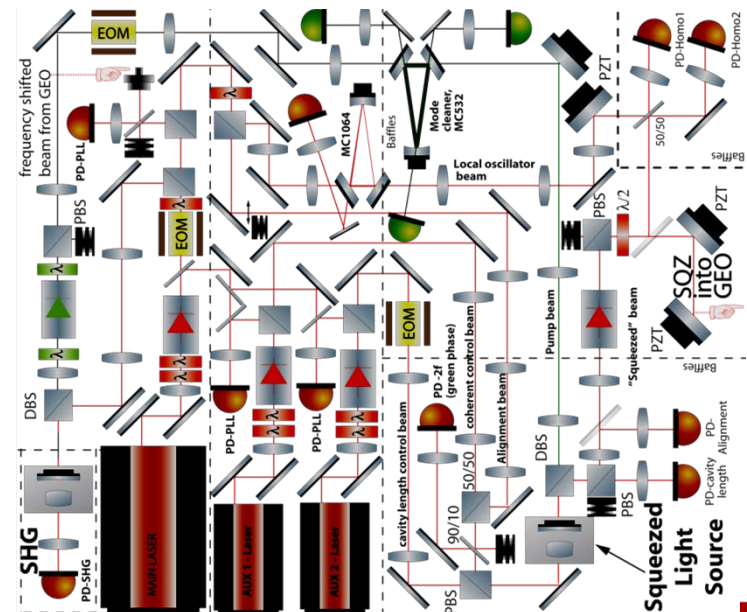 EOM
frequency shifted
beam from GEO
PD-PLL
PBS
λ
EOM
λ
λ
λ
λ
λ
DBS
SHG
PD-SHG
MAIN LASER
λ
MC1064
Baffles
Mode
cleaner,
MC532
Local oscillator
beam
PD-PLL
PD-PLL
λ
λ
λ
λ
AUX 1 - Laser
AUX 2 - Laser
EOM
cavity length control beam
PD -2f
(green phase)
coherent control beam
Alignment beam
50/50
90/10
PBS
PZT
PD-Homo1
PD-Homo2
50/50
Baffles
PBS
λ/2
PZT
SQZ
into
GEO
PZT
Baffles
Pump beam
"Squeezed" beam
DBS
PD-
Alignment
PD-cavity
length
PBS
Squeezed
Light
Source